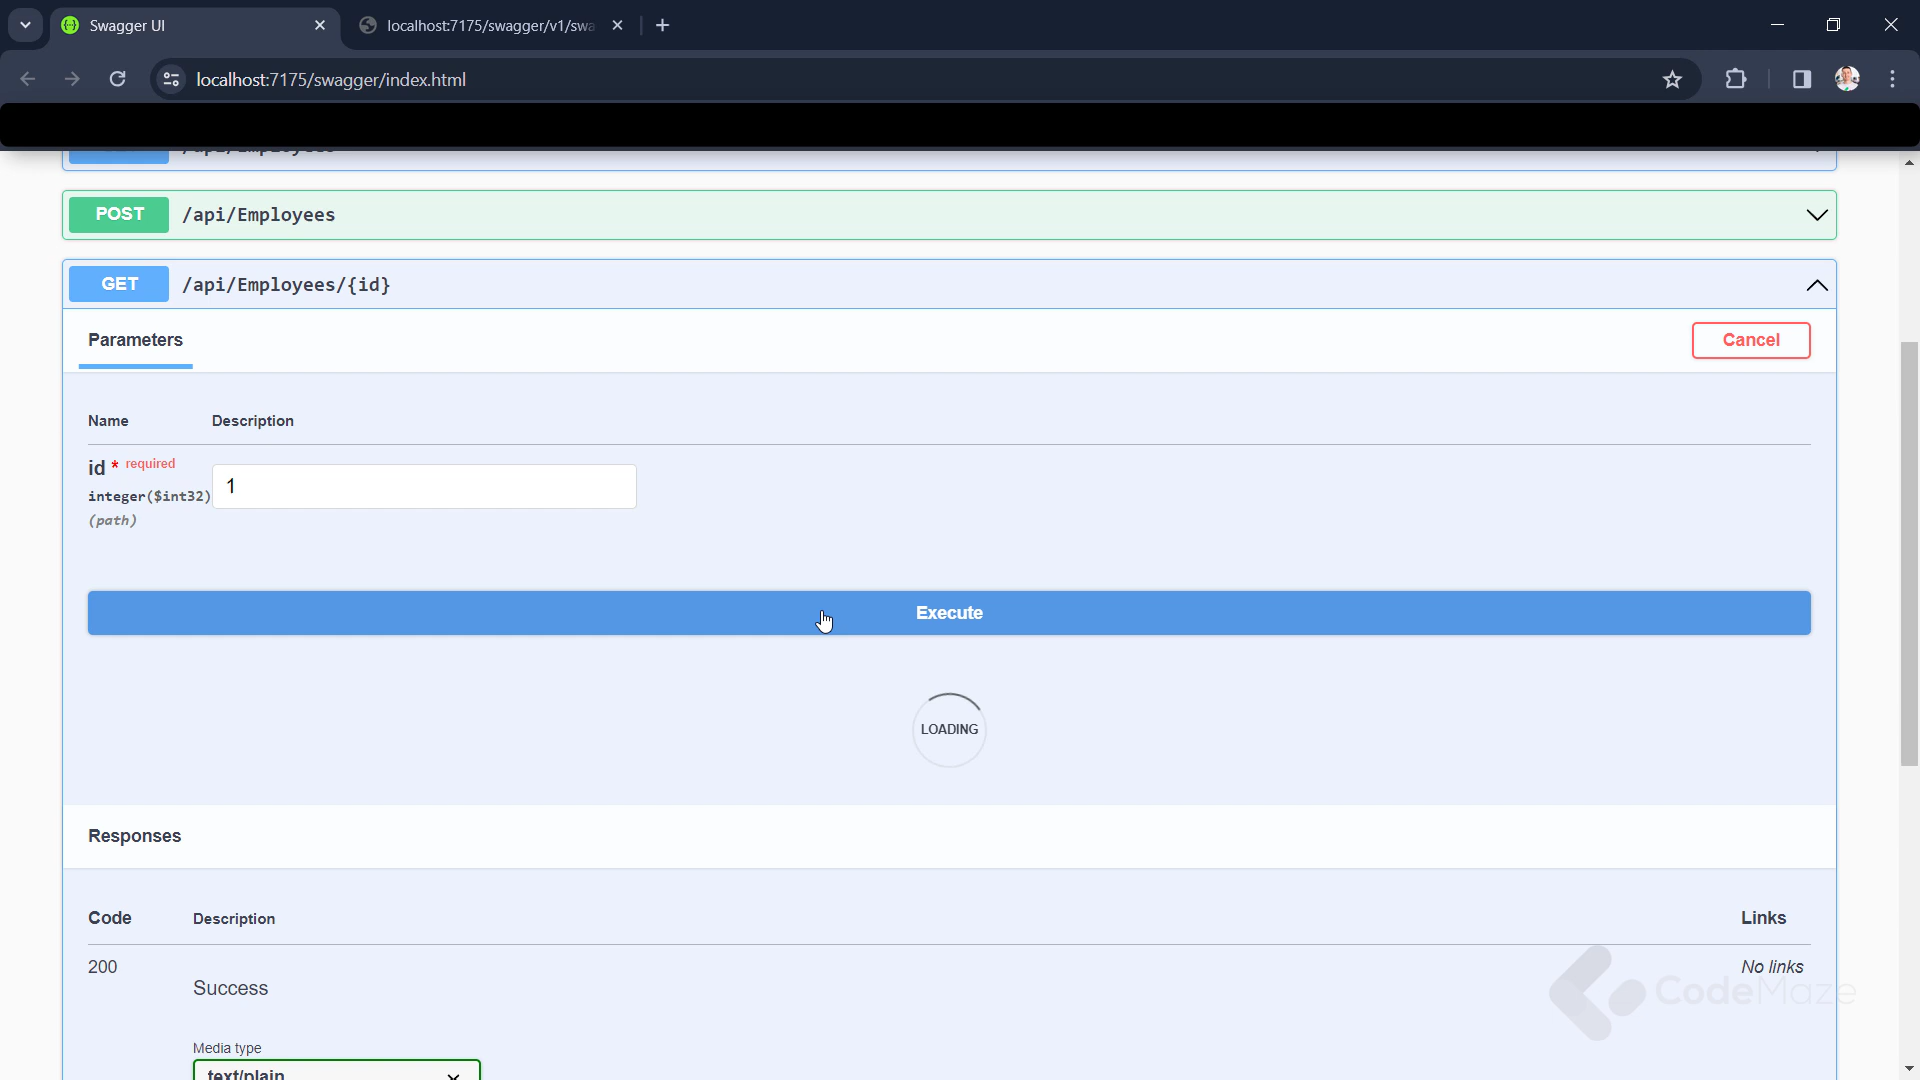 Swagger UI
localhost:7175/swagger/v1/swa
localhost:7175/swagger/index.html
/api/Employees
POST /api/Employees
GET /api/Employees/{id}
Parameters
Cancel
Name Description
id * required
integer($int32)
(path)
1
Execute
LOADING
Responses
Code Description Links
200
Success
No links
CodeMaze
Media type
text/plain